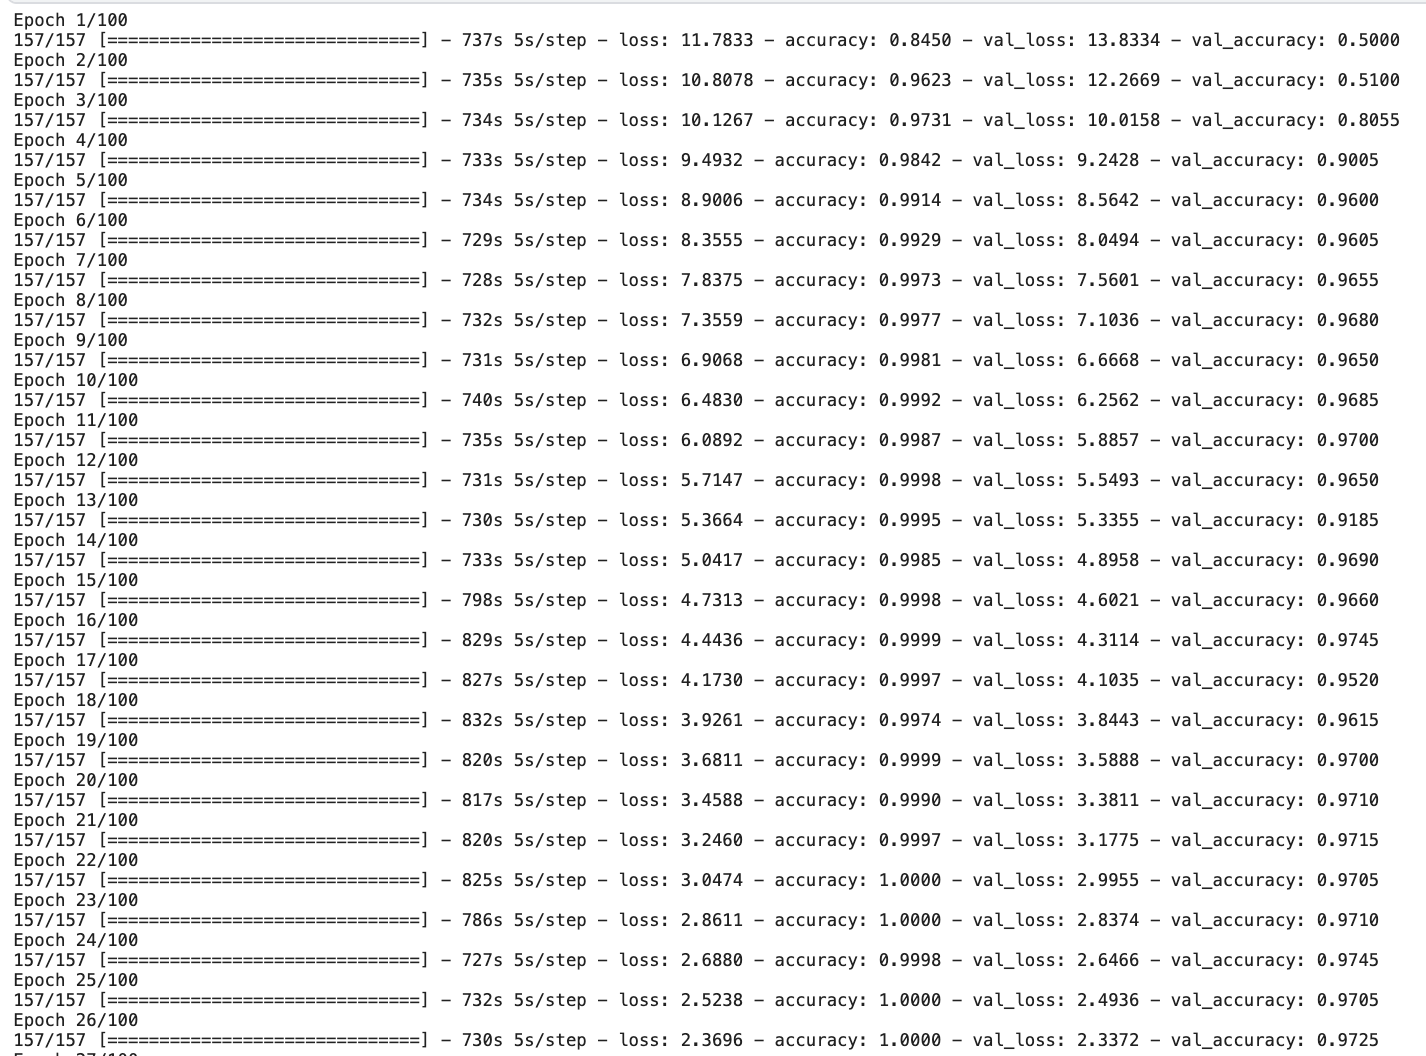 Epoch 1/100
157/157 [==============================] - 737s 5s/step - loss: 11.7833 - accuracy: 0.8450 - val_loss: 13.8334 - val_accuracy: 0.5000
Epoch 2/100
157/157 [==============================] - 735s 5s/step - loss: 10.8078 - accuracy: 0.9623 - val_loss: 12.2669 - val_accuracy: 0.5100
Epoch 3/100
157/157 [==============================] - 734s 5s/step - loss: 10.1267 - accuracy: 0.9731 - val_loss: 10.0158 - val_accuracy: 0.8055
Epoch 4/100
157/157 [==============================] - 733s 5s/step - loss: 9.4932 - accuracy: 0.9842 - val_loss: 9.2428 - val_accuracy: 0.9005
Epoch 5/100
157/157 [==============================] - 734s 5s/step - loss: 8.9006 - accuracy: 0.9914 - val_loss: 8.5642 - val_accuracy: 0.9600
Epoch 6/100
157/157 [==============================] - 729s 5s/step - loss: 8.3555 - accuracy: 0.9929 - val_loss: 8.0494 - val_accuracy: 0.9605
Epoch 7/100
157/157 [==============================] - 728s 5s/step - loss: 7.8375 - accuracy: 0.9973 - val_loss: 7.5601 - val_accuracy: 0.9655
Epoch 8/100
157/157 [==============================] - 732s 5s/step - loss: 7.3559 - accuracy: 0.9977 - val_loss: 7.1036 - val_accuracy: 0.9680
Epoch 9/100
157/157 [==============================] - 731s 5s/step - loss: 6.9068 - accuracy: 0.9981 - val_loss: 6.6668 - val_accuracy: 0.9650
Epoch 10/100
157/157 [==============================] - 740s 5s/step - loss: 6.4830 - accuracy: 0.9992 - val_loss: 6.2562 - val_accuracy: 0.9685
Epoch 11/100
157/157 [==============================] - 735s 5s/step - loss: 6.0892 - accuracy: 0.9987 - val_loss: 5.8857 - val_accuracy: 0.9700
Epoch 12/100
157/157 [==============================] - 731s 5s/step - loss: 5.7147 - accuracy: 0.9998 - val_loss: 5.5493 - val_accuracy: 0.9650
Epoch 13/100
157/157 [==============================] - 730s 5s/step - loss: 5.3664 - accuracy: 0.9995 - val_loss: 5.3355 - val_accuracy: 0.9185
Epoch 14/100
157/157 [==============================] - 733s 5s/step - loss: 5.0417 - accuracy: 0.9985 - val_loss: 4.8958 - val_accuracy: 0.9690
Epoch 15/100
157/157 [==============================] - 798s 5s/step - loss: 4.7313 - accuracy: 0.9998 - val_loss: 4.6021 - val_accuracy: 0.9660
Epoch 16/100
157/157 [==============================] - 829s 5s/step - loss: 4.4436 - accuracy: 0.9999 - val_loss: 4.3114 - val_accuracy: 0.9745
Epoch 17/100
157/157 [==============================] - 827s 5s/step - loss: 4.1730 - accuracy: 0.9997 - val_loss: 4.1035 - val_accuracy: 0.9520
Epoch 18/100
157/157 [==============================] - 832s 5s/step - loss: 3.9261 - accuracy: 0.9974 - val_loss: 3.8443 - val_accuracy: 0.9615
Epoch 19/100
157/157 [==============================] - 820s 5s/step - loss: 3.6811 - accuracy: 0.9999 - val_loss: 3.5888 - val_accuracy: 0.9700
Epoch 20/100
157/157 [==============================] - 817s 5s/step - loss: 3.4588 - accuracy: 0.9990 - val_loss: 3.3811 - val_accuracy: 0.9710
Epoch 21/100
157/157 [==============================] - 820s 5s/step - loss: 3.2460 - accuracy: 0.9997 - val_loss: 3.1775 - val_accuracy: 0.9715
Epoch 22/100
157/157 [==============================] - 825s 5s/step - loss: 3.0474 - accuracy: 1.0000 - val_loss: 2.9955 - val_accuracy: 0.9705
Epoch 23/100
157/157 [==============================] - 786s 5s/step - loss: 2.8611 - accuracy: 1.0000 - val_loss: 2.8374 - val_accuracy: 0.9710
Epoch 24/100
157/157 [==============================] - 727s 5s/step - loss: 2.6880 - accuracy: 0.9998 - val_loss: 2.6466 - val_accuracy: 0.9745
Epoch 25/100
157/157 [==============================] - 732s 5s/step - loss: 2.5238 - accuracy: 1.0000 - val_loss: 2.4936 - val_accuracy: 0.9705
Epoch 26/100
157/157 [==============================] - 730s 5s/step - loss: 2.3696 - accuracy: 1.0000 - val_loss: 2.3372 - val_accuracy: 0.9725